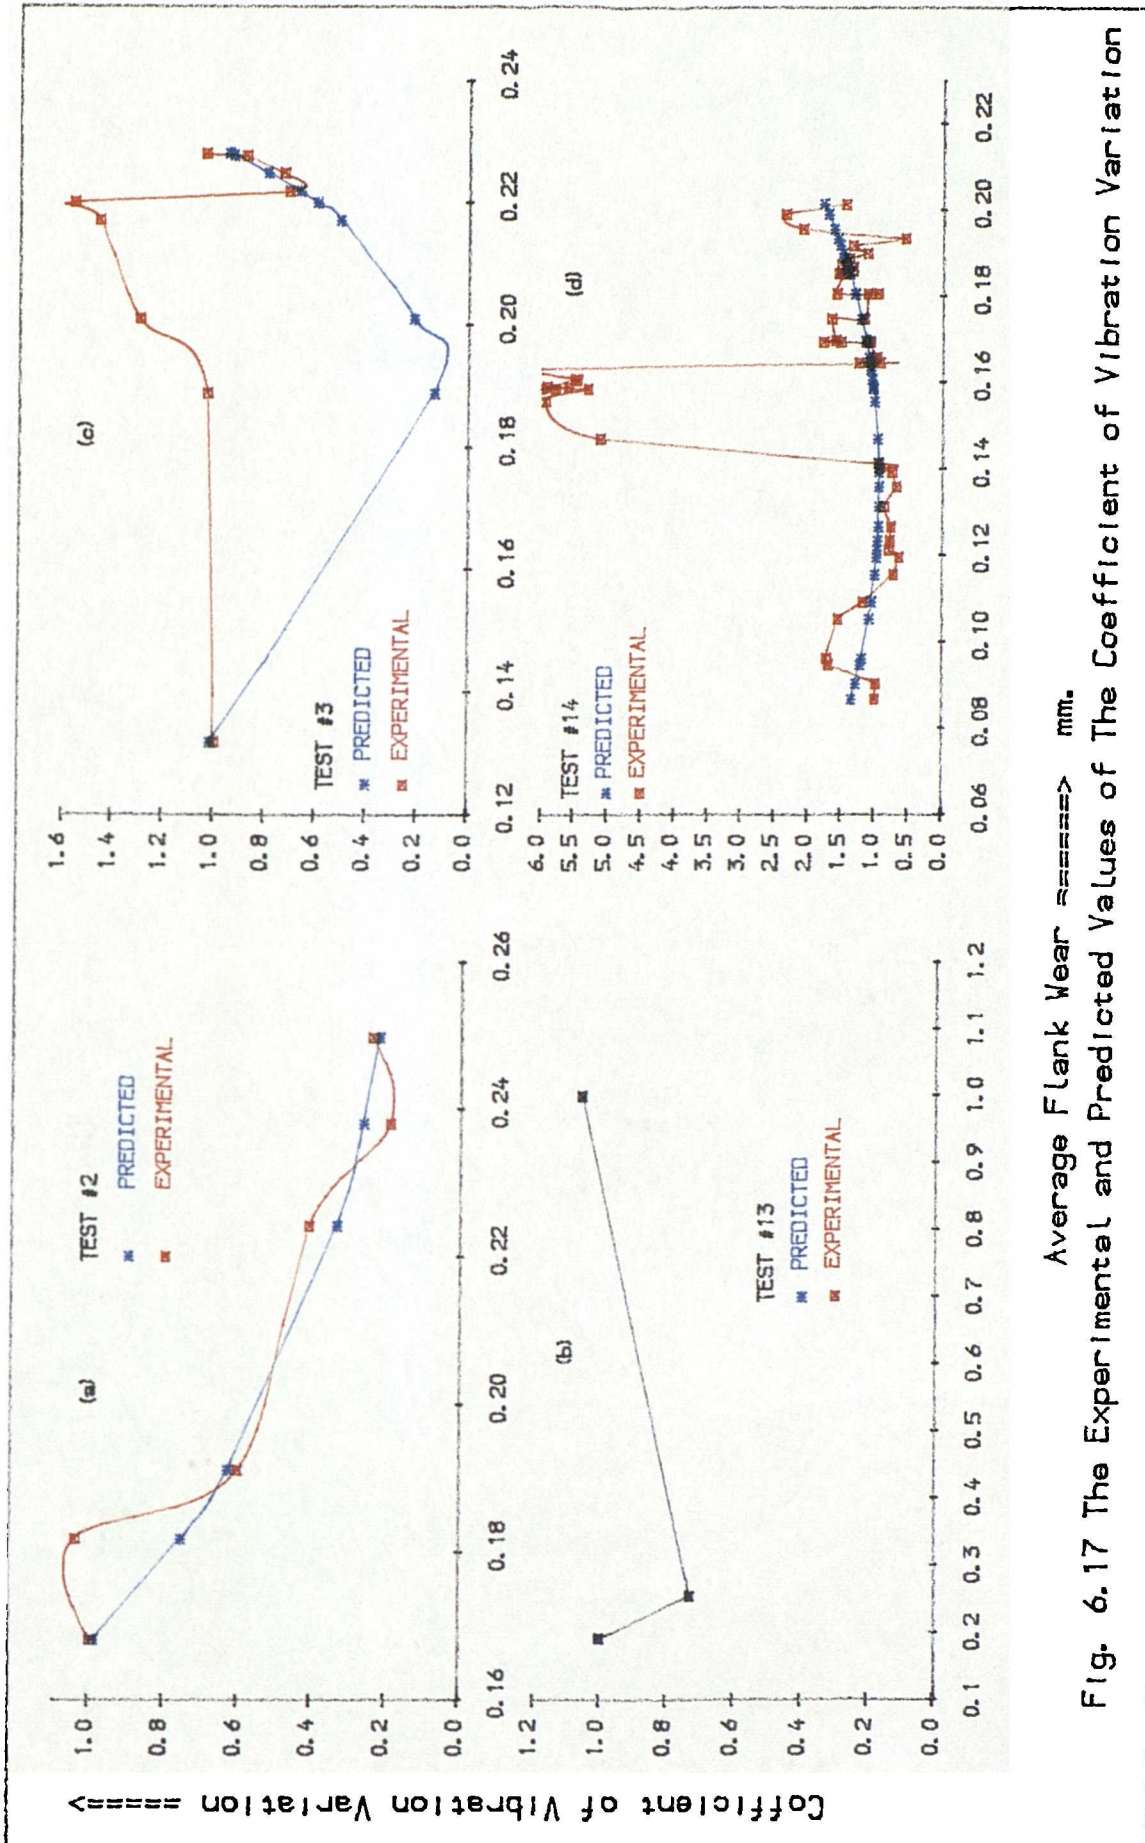 Cofficient of Vibration Variation =====>
(a)
TEST #2
PREDICTED
EXPERIMENTAL
1.0
0.8
0.6
0.4
0.2
0.0
0.16 0.18 0.20 0.22 0.24 0.26
(c)
TEST #3
PREDICTED
EXPERIMENTAL
1.6
1.4
1.2
1.0
0.8
0.6
0.4
0.2
0.0
0.12 0.14 0.16 0.18 0.20 0.22 0.24
(b)
TEST #13
PREDICTED
EXPERIMENTAL
1.2
1.0
0.8
0.6
0.4
0.2
0.0
0.1 0.2 0.3 0.4 0.5 0.6 0.7 0.8 0.9 1.0 1.1 1.2
(d)
TEST #14
PREDICTED
EXPERIMENTAL
6.0
5.5
5.0
4.5
4.0
3.5
3.0
2.5
2.0
1.5
1.0
0.5
0.0
0.06 0.08 0.10 0.12 0.14 0.16 0.18 0.20 0.22
Average Flank Wear ======> mm.
Fig. 6.17 The Experimental and Predicted Values of The Coefficient of Vibration Variation